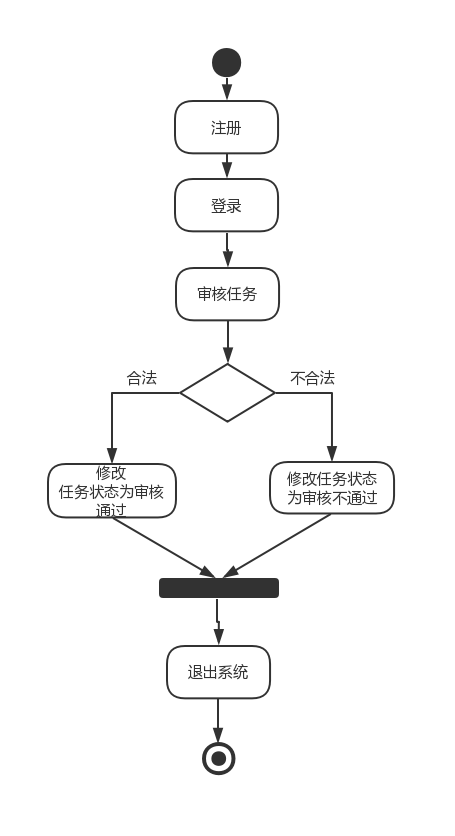 注册
登录
审核任务
合法
不合法
修改
任务状态为审核
通过
修改任务状态
为审核不通过
退出系统